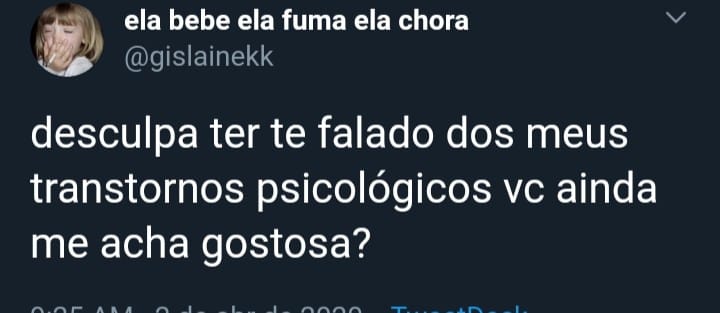 ela bebe ela fuma ela chora
@gislainekk
desculpa ter te falado dos meus
transtornos psicológicos vc ainda
me acha gostosa?